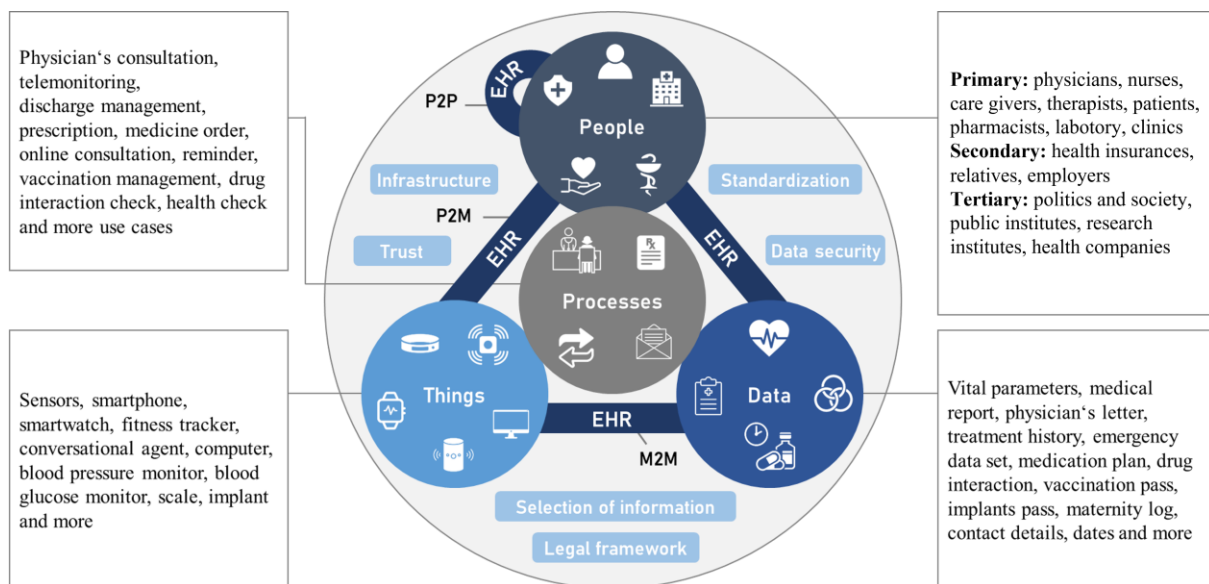 Physician‘s consultation,
telemonitoring,
discharge management,
prescription, medicine order,
online consultation, reminder,
vaccination management, drug
interaction check, health check
and more use cases
Primary: physicians, nurses,
care givers, therapists, patients,
pharmacists, labotory, clinics
Secondary: health insurances,
relatives, employers
Tertiary: politics and society,
public institutes, research
institutes, health companies
EHR
P2P
People
Infrastructure
Standardization
P2M
EHR
EHR
Trust
Data security
Rx
Processes
Things
Data
EHR
M2M
Selection of information
Legal framework
Sensors, smartphone,
smartwatch, fitness tracker,
conversational agent, computer,
blood pressure monitor, blood
glucose monitor, scale, implant
and more
Vital parameters, medical
report, physician‘s letter,
treatment history, emergency
data set, medication plan, drug
interaction, vaccination pass,
implants pass, maternity log,
contact details, dates and more